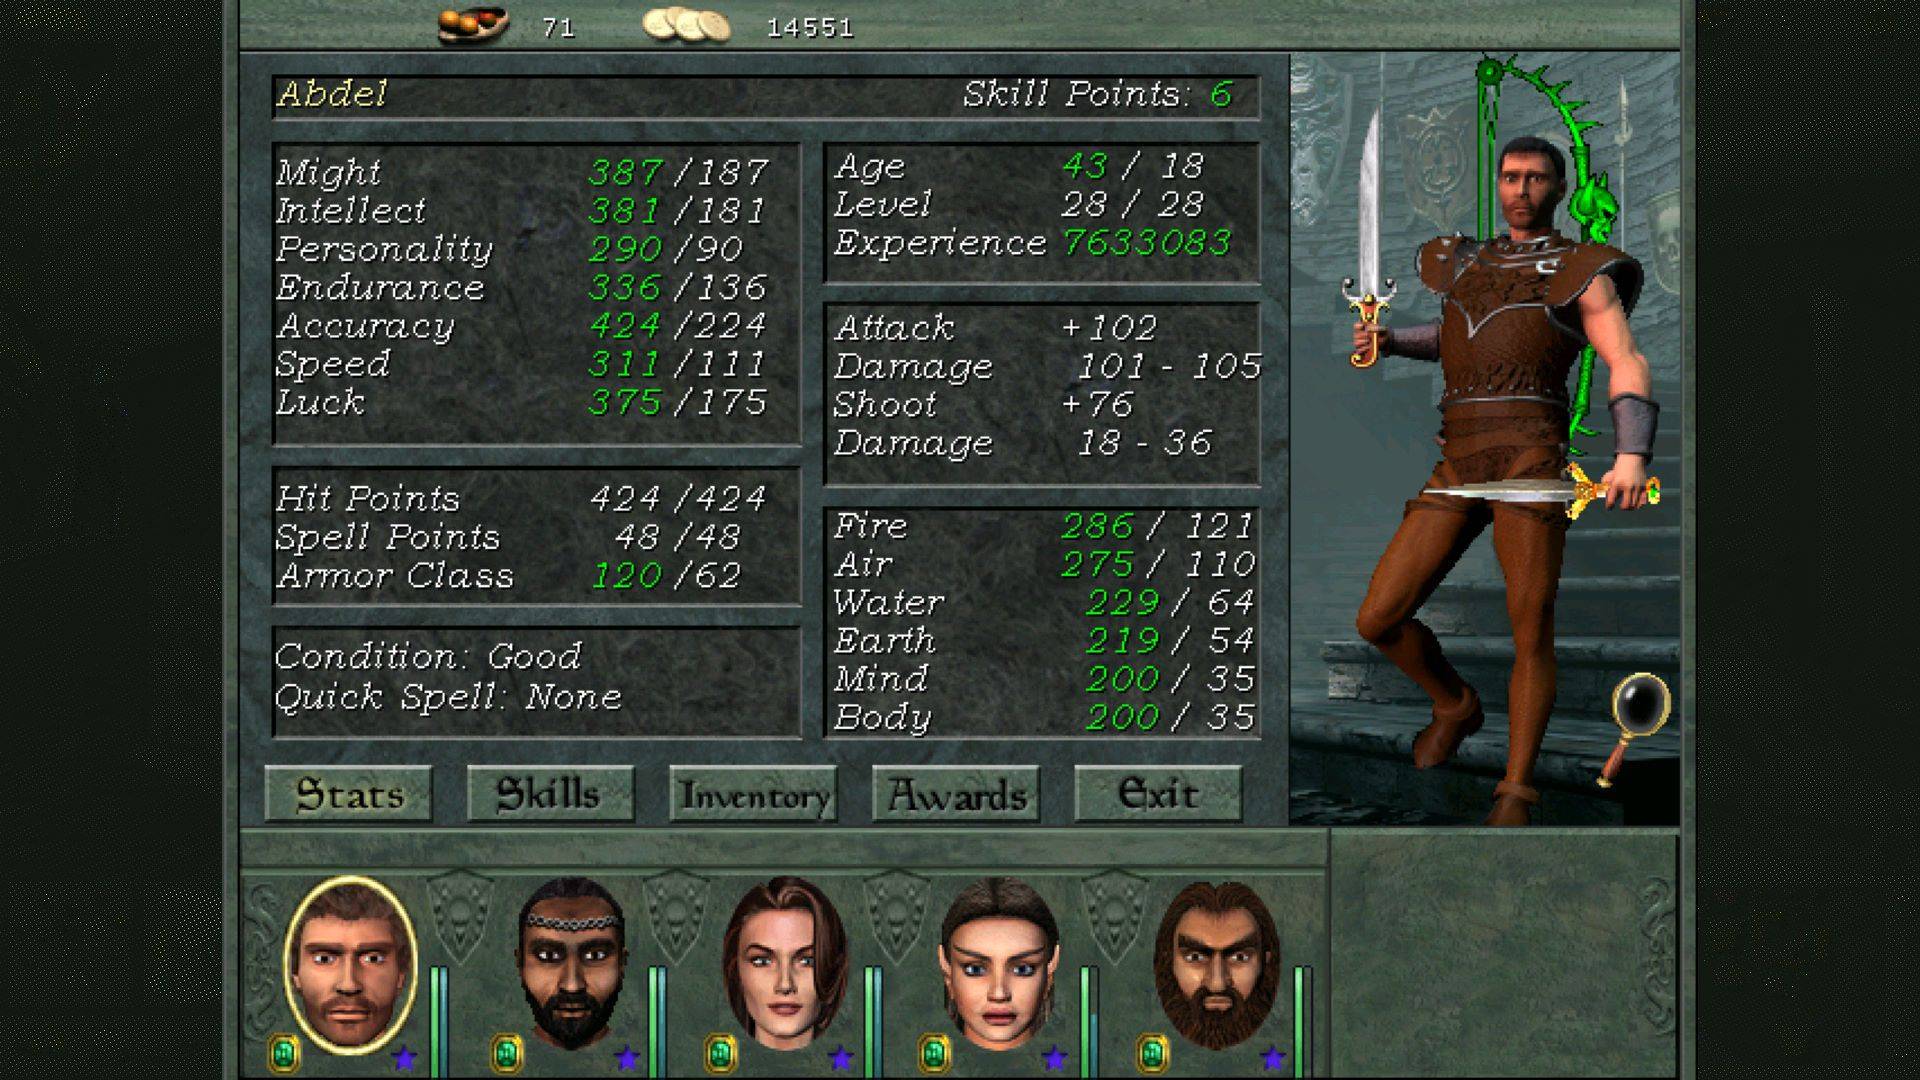 71 14551
Abdel Skill Points: 6
Might 387 / 187
Intellect 381 / 181
Personality 290 / 90
Endurance 336 / 136
Accuracy 424 / 224
Speed 311 / 111
Luck 375 / 175
Age 43 / 18
Level 28 / 28
Experience 7633083
Attack +102
Damage 101 - 105
Shoot +76
Damage 18 - 36
Hit Points 424 / 424
Spell Points 48 / 48
Armor Class 120 / 62
Fire 286 / 121
Air 275 / 110
Water 229 / 64
Earth 219 / 54
Mind 200 / 35
Body 200 / 35
Condition: Good
Quick Spell: None
Stats Skills Inventory Awards Exit